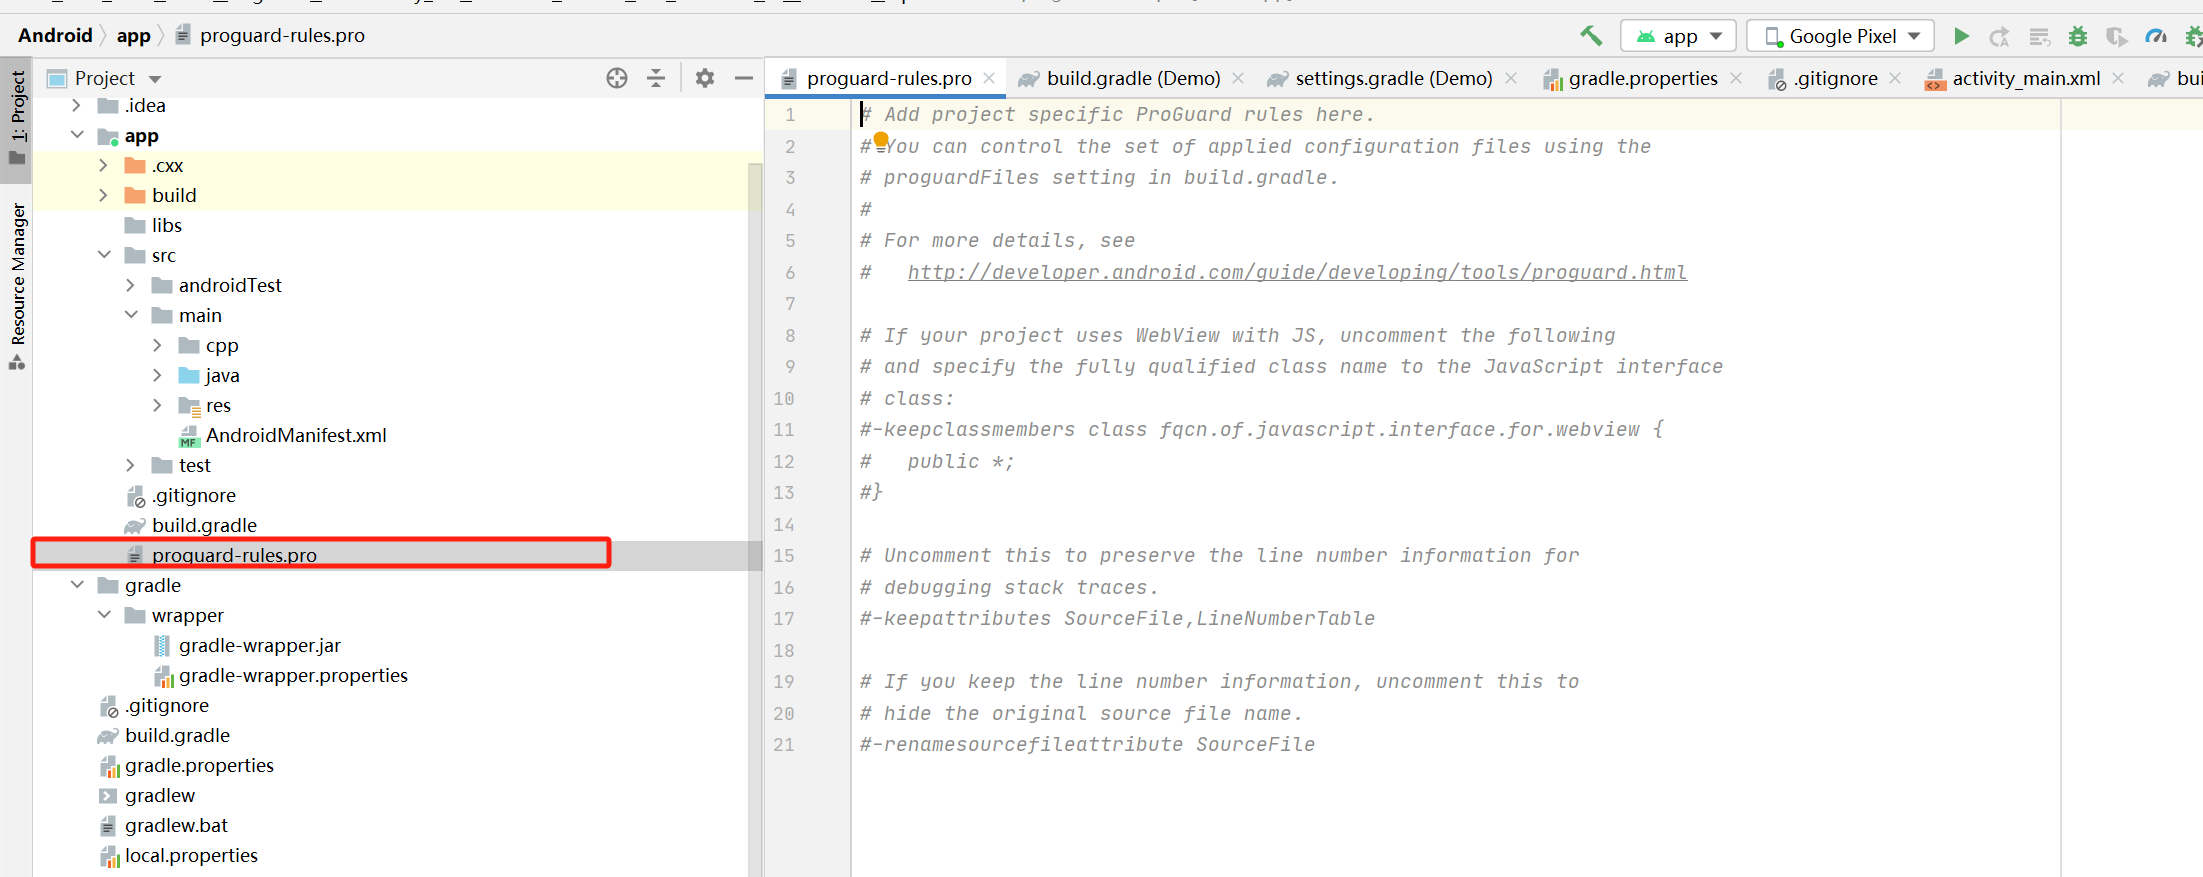 Android app proguard-rules.pro app Google Pixel
1: Project
Resource Manager
Project
.idea
app
.cxx
build
libs
src
androidTest
main
cpp
java
res
AndroidManifest.xml
test
.gitignore
build.gradle
proguard-rules.pro
gradle
wrapper
gradle-wrapper.jar
gradle-wrapper.properties
.gitignore
build.gradle
gradle.properties
gradlew
gradlew.bat
local.properties
proguard-rules.pro build.gradle (Demo) settings.gradle (Demo) gradle.properties .gitignore activity_main.xml bui
1 # Add project specific ProGuard rules here.
2 # You can control the set of applied configuration files using the
3 # proguardFiles setting in build.gradle.
4 #
5 # For more details, see
6 #   http://developer.android.com/guide/developing/tools/proguard.html
7
8 # If your project uses WebView with JS, uncomment the following
9 # and specify the fully qualified class name to the JavaScript interface
10 # class:
11 #-keepclassmembers class fqcn.of.javascript.interface.for.webview {
12 #   public *;
13 #}
14
15 # Uncomment this to preserve the line number information for
16 # debugging stack traces.
17 #-keepattributes SourceFile,LineNumberTable
18
19 # If you keep the line number information, uncomment this to
20 # hide the original source file name.
21 #-renamesourcefileattribute SourceFile